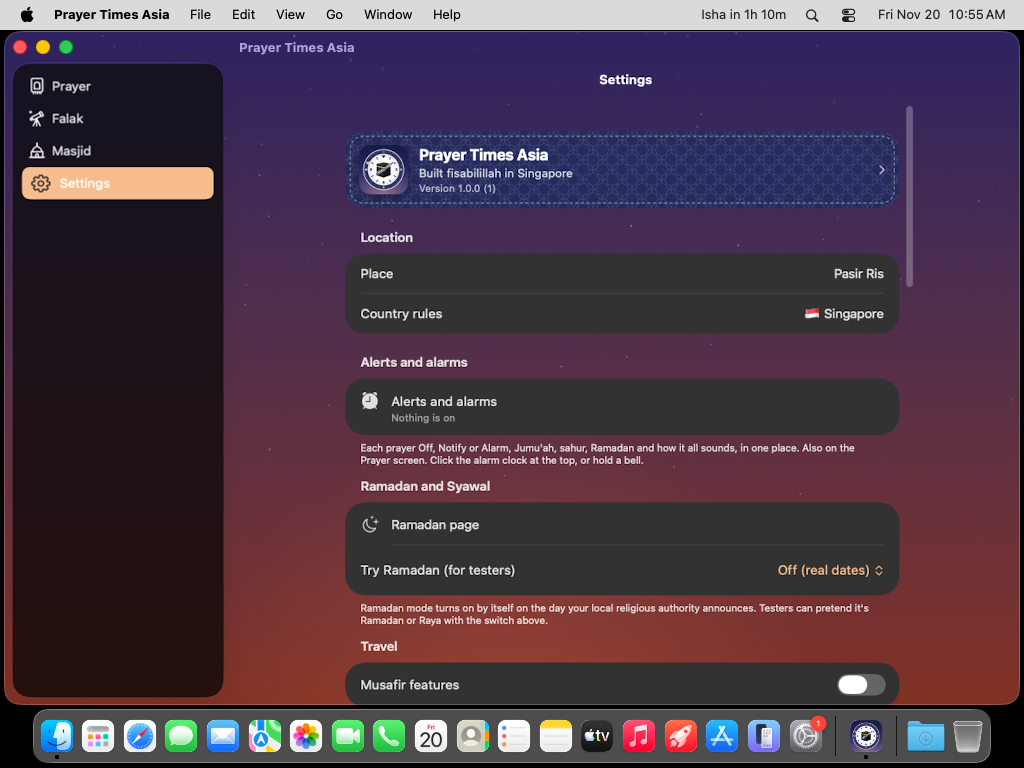 Prayer Times Asia File Edit View Go Window Help Isha in 1h 10m Fri Nov 20 10:55 AM
Prayer Times Asia
Settings
Prayer
Falak
Masjid
Settings
Prayer Times Asia
Built fisabilillah in Singapore
Version 1.0.0 (1)
Location
Place Pasir Ris
Country rules Singapore
Alerts and alarms
Alerts and alarms
Nothing is on
Each prayer Off, Notify or Alarm, Jumu'ah, sahur, Ramadan and how it all sounds, in one place. Also on the
Prayer screen. Click the alarm clock at the top, or hold a bell.
Ramadan and Syawal
Ramadan page
Try Ramadan (for testers) Off (real dates)
Ramadan mode turns on by itself on the day your local religious authority announces. Testers can pretend it's
Ramadan or Raya with the switch above.
Travel
Musafir features
Fri
20
tv
1